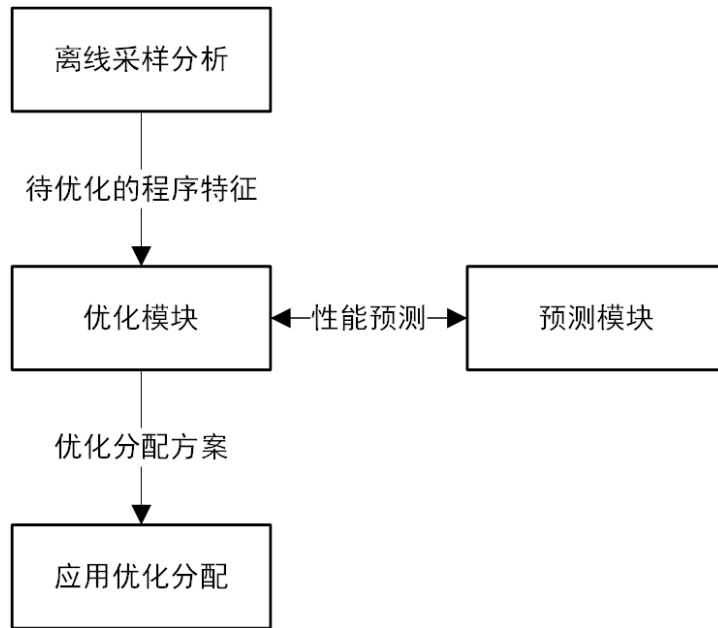 离线采样分析
待优化的程序特征
优化模块
性能预测
预测模块
优化分配方案
应用优化分配